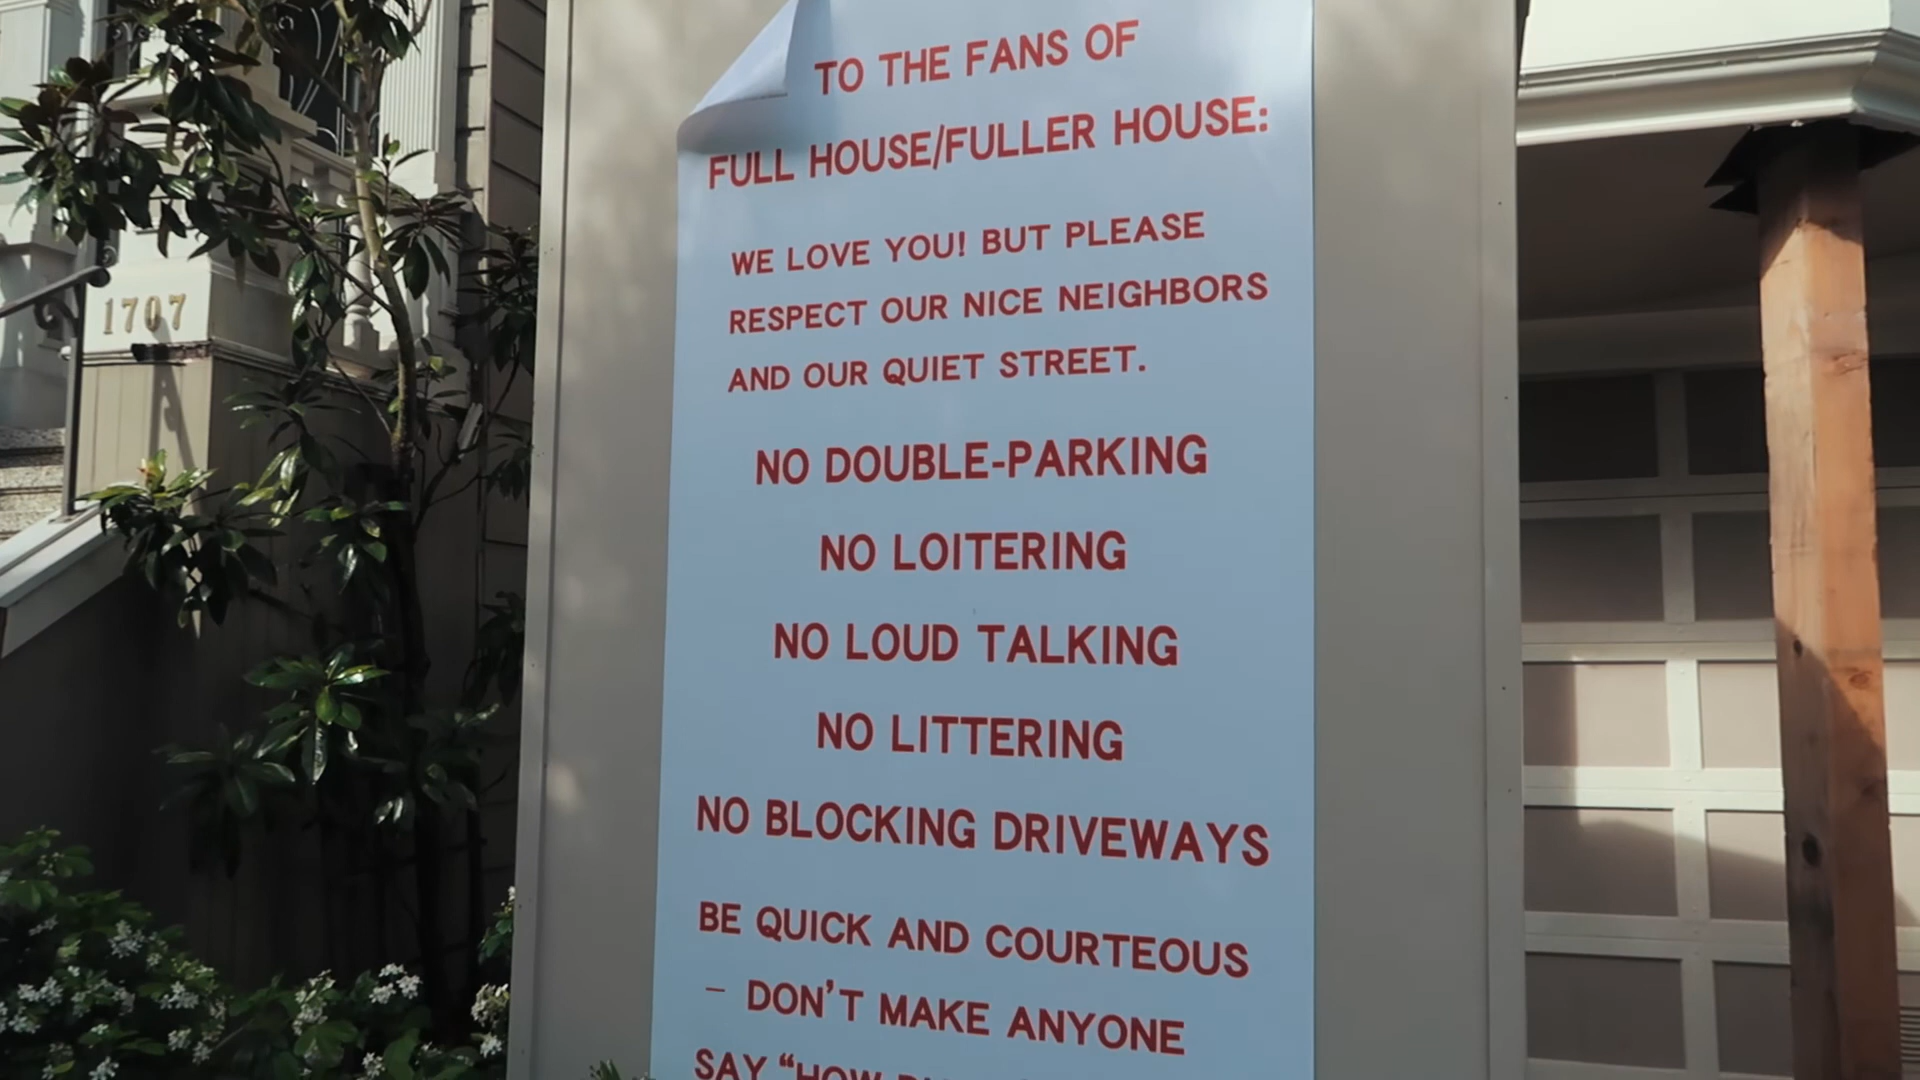 TO THE FANS OF
FULL HOUSE/FULLER HOUSE:
WE LOVE YOU! BUT PLEASE
RESPECT OUR NICE NEIGHBORS
AND OUR QUIET STREET.
NO DOUBLE-PARKING
NO LOITERING
NO LOUD TALKING
NO LITTERING
NO BLOCKING DRIVEWAYS
BE QUICK AND COURTEOUS
– DON'T MAKE ANYONE
SAY "HOW
1707